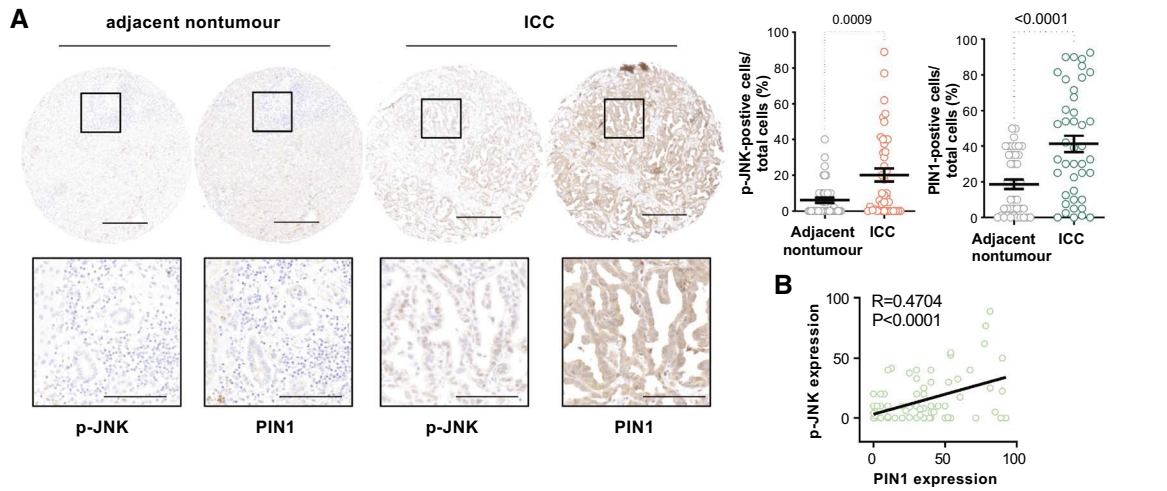 A
adjacent nontumour
ICC
p-JNK
PIN1
p-JNK
PIN1
0.0009
p-JNK-postive cells/
total cells (%)
100
80
60
40
20
0
Adjacent
nontumour
ICC
<0.0001
PIN1-postive cells/
total cells (%)
100
80
60
40
20
0
Adjacent
nontumour
ICC
B
R=0.4704
P<0.0001
p-JNK expression
100
50
0
0
50
100
PIN1 expression